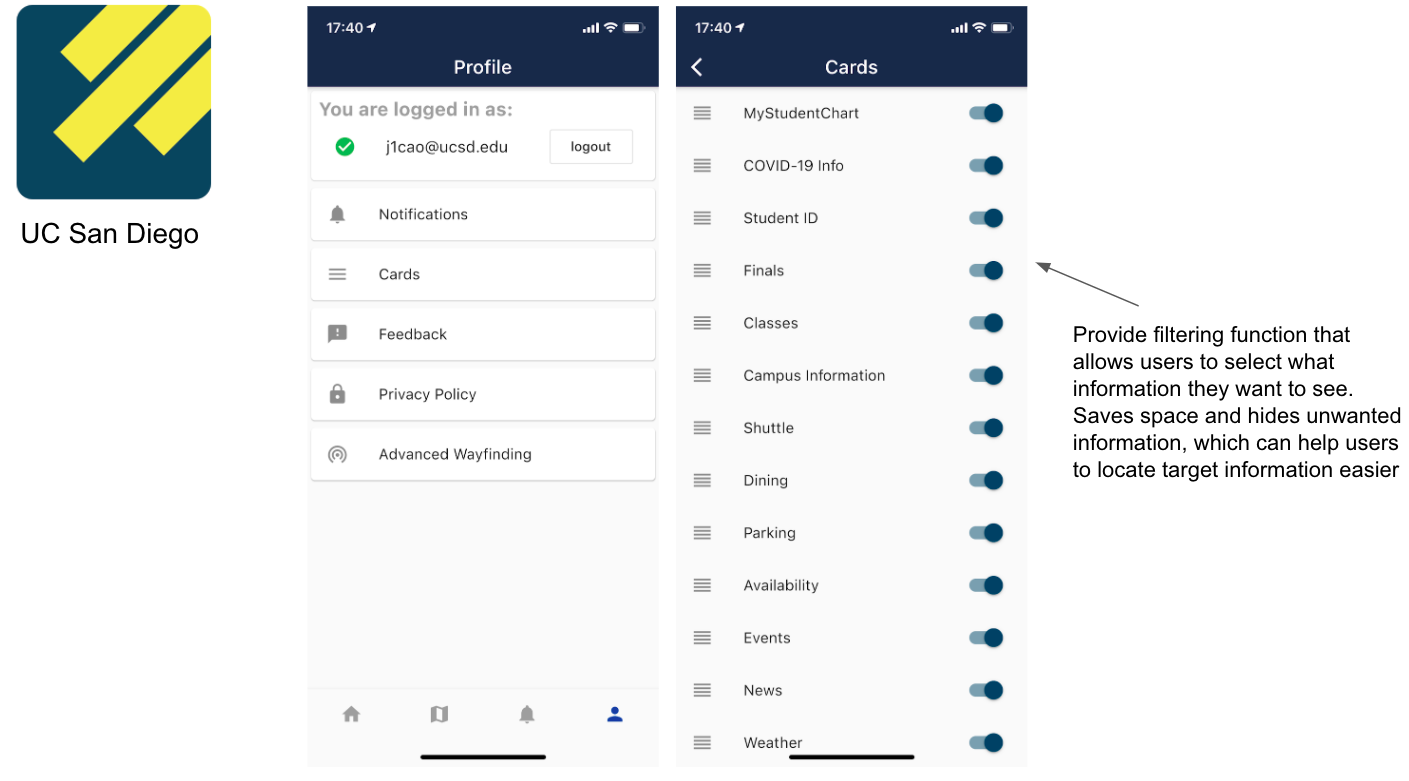 UC San Diego
17:40
Profile
You are logged in as:
j1cao@ucsd.edu
logout
Notifications
Cards
Feedback
Privacy Policy
Advanced Wayfinding
17:40
Cards
MyStudentChart
COVID-19 Info
Student ID
Finals
Classes
Campus Information
Shuttle
Dining
Parking
Availability
Events
News
Weather
Provide filtering function that
allows users to select what
information they want to see.
Saves space and hides unwanted
information, which can help users
to locate target information easier